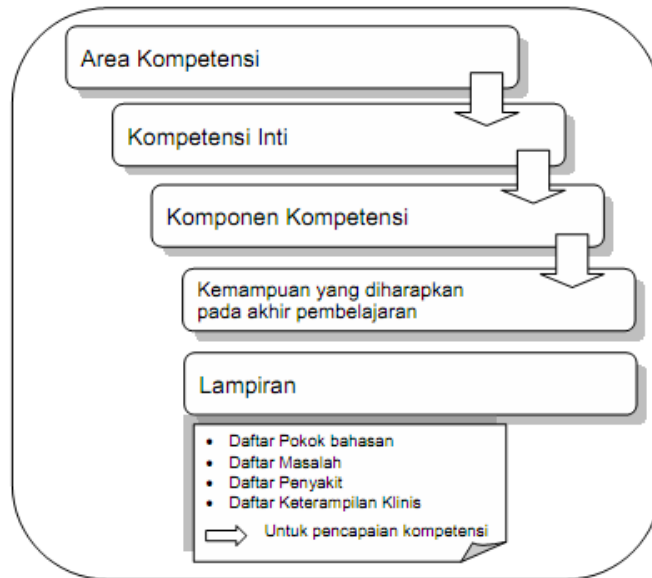 Area Kompetensi
Kompetensi Inti
Komponen Kompetensi
Kemampuan yang diharapkan
pada akhir pembelajaran
Lampiran
• Daftar Pokok bahasan
• Daftar Masalah
• Daftar Penyakit
• Daftar Keterampilan Klinis
Untuk pencapaian kompetensi